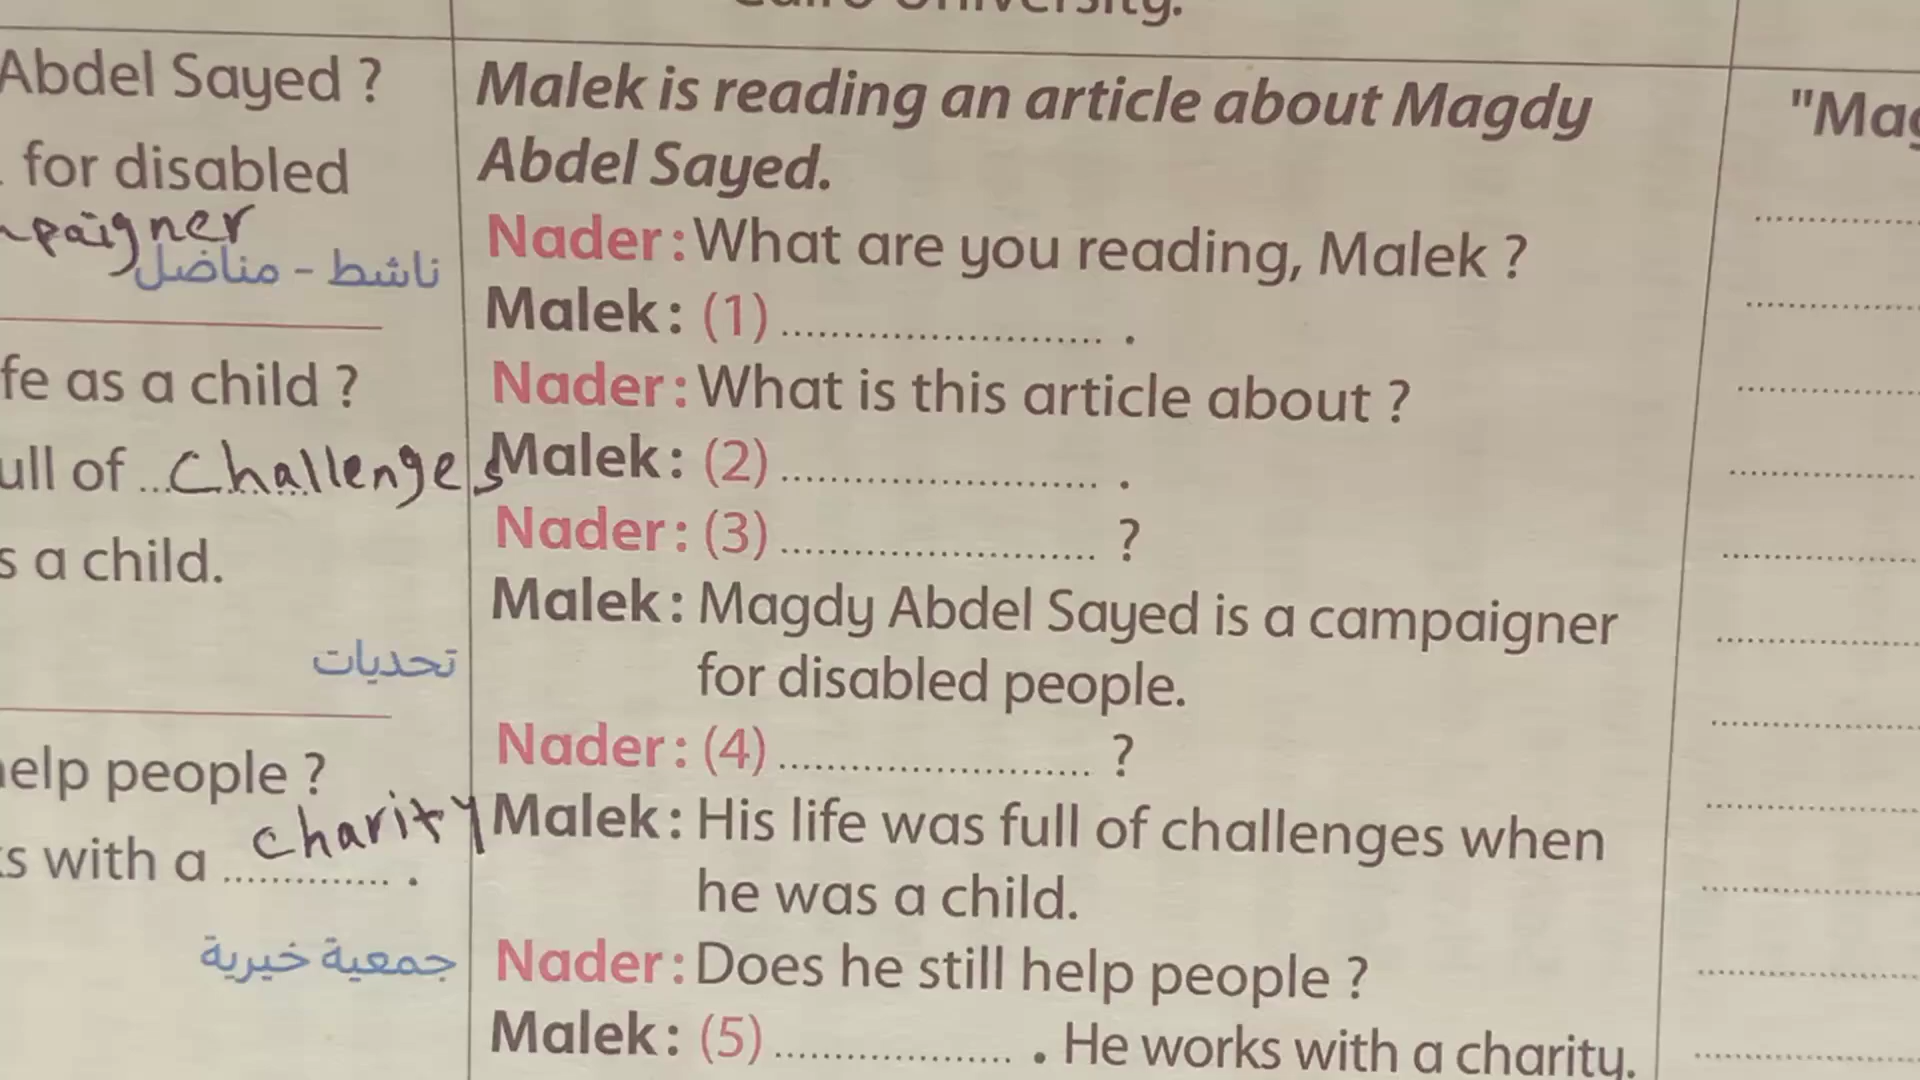 University.
Abdel Sayed ?
for disabled
ناشط - مناضل
fe as a child ?
ull of ... challenges
s a child.
تحديات
elp people ?
s with a charity .............. .
جمعية خيرية
Malek is reading an article about Magdy
Abdel Sayed.
Nader: What are you reading, Malek ?
Malek: (1) .............................. .
Nader: What is this article about ?
Malek: (2) .............................. .
Nader: (3) .............................. ?
Malek: Magdy Abdel Sayed is a campaigner
for disabled people.
Nader: (4) .............................. ?
Malek: His life was full of challenges when
he was a child.
Nader: Does he still help people ?
Malek: (5) ...................... . He works with a charity.
"Mag